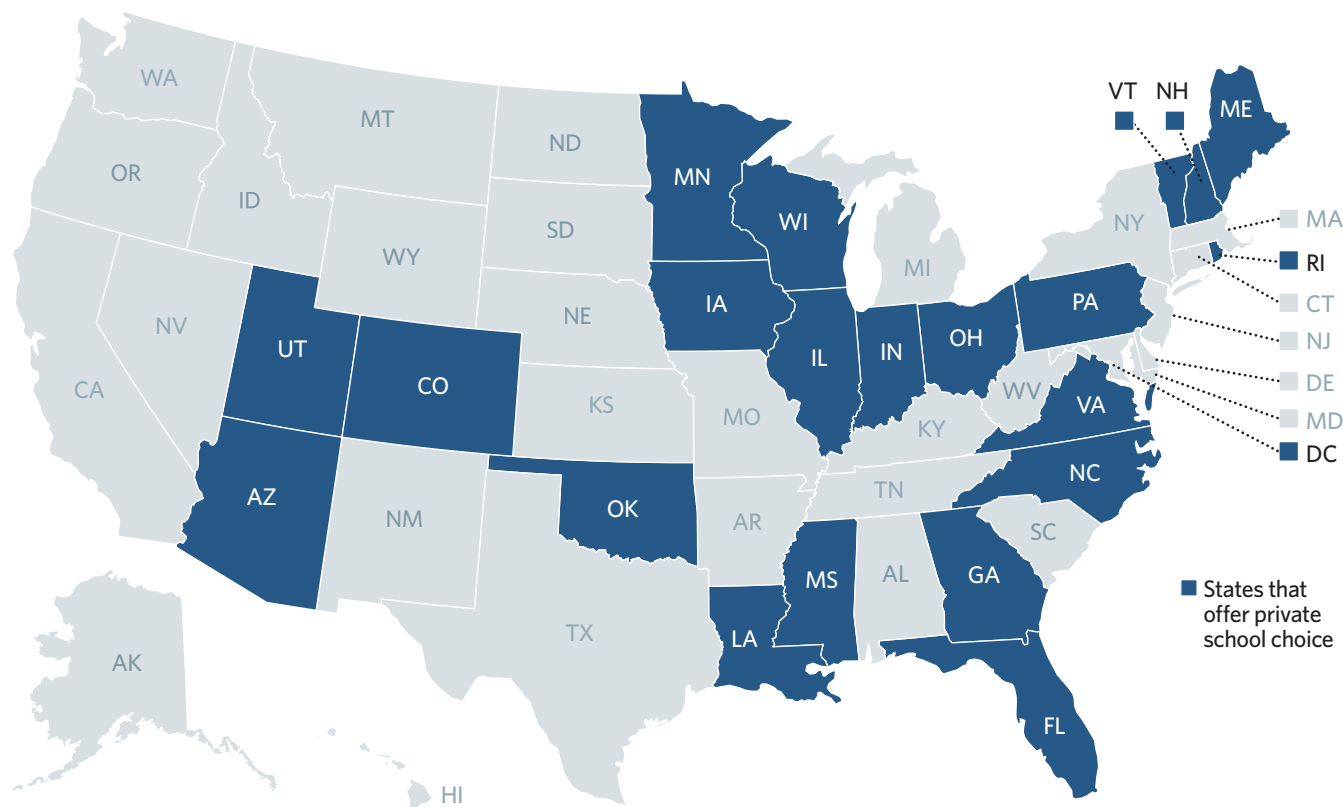 WA
MT
ND
OR
ID
SD
WY
MN
WI
MI
VT NH
ME
NY
MA
RI
CT
NJ
DE
MD
DC
NV
NE
IA
PA
UT
CO
IL
IN
OH
CA
KS
MO
WV
VA
KY
AZ
NM
OK
AR
TN
NC
SC
MS
AL
GA
TX
LA
FL
AK
HI
States that
offer private
school choice